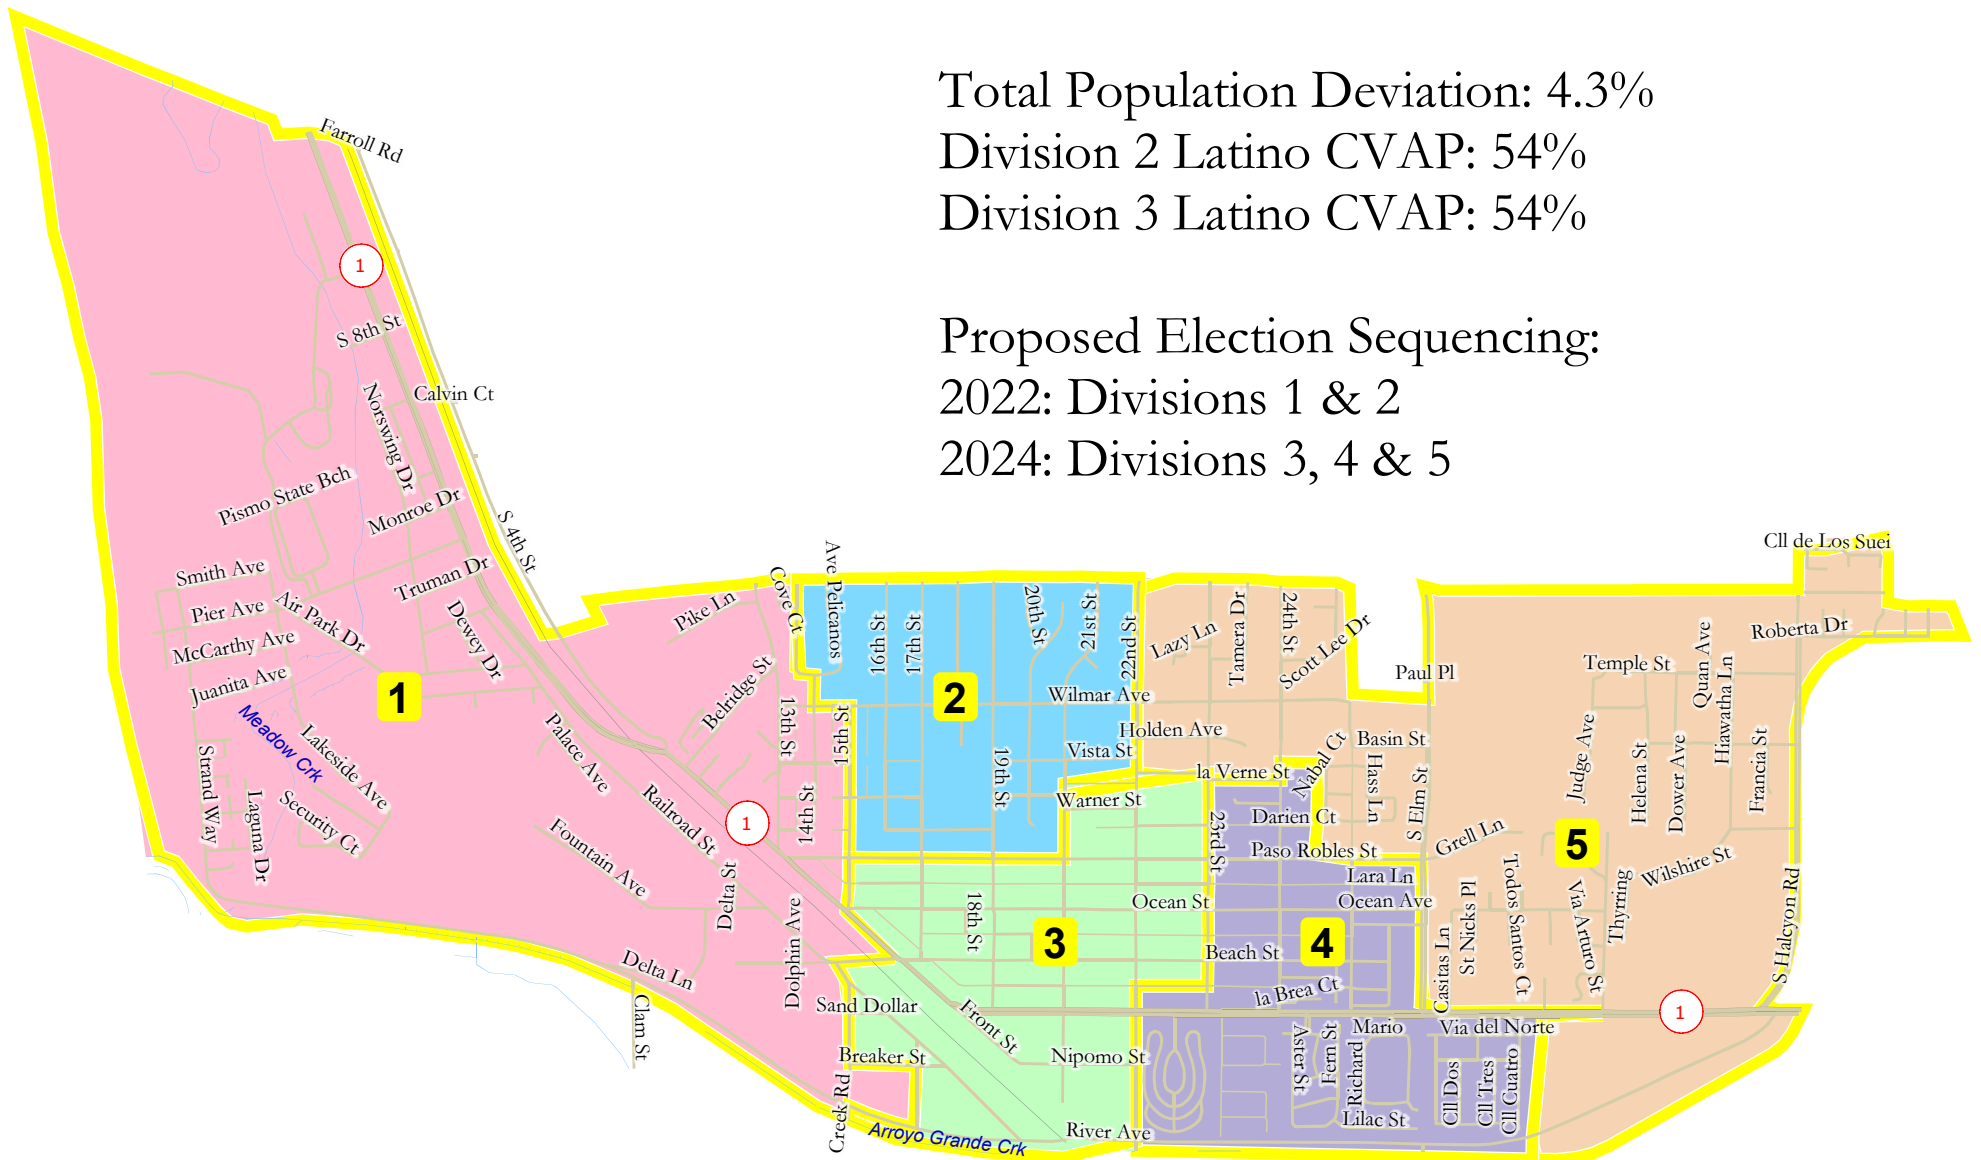 Total Population Deviation: 4.3%
Division 2 Latino CVAP: 54%
Division 3 Latino CVAP: 54%
Proposed Election Sequencing:
2022: Divisions 1 & 2
2024: Divisions 3, 4 & 5
Farroll Rd
1
S 8th St
Calvin Ct
Norswing Dr
Pismo State Bch
Monroe Dr
S 4th St
Smith Ave
Truman Dr
Pier Ave
Air Park Dr
Dewey Dr
McCarthy Ave
Juanita Ave
1
Meadow Crk
Lakeside Ave
Strand Way
Laguna Dr
Security Ct
Palace Ave
Railroad St
Fountain Ave
Delta St
Delta Ln
Clam St
Dolphin Ave
1
Pike Ln
Belridge St
Cove Ct
13th St
14th St
15th St
Ave Pelicanos
16th St
17th St
20th St
21st St
22nd St
2
Wilmar Ave
Vista St
19th St
Warner St
18th St
Ocean St
3
Sand Dollar
Front St
Breaker St
Nipomo St
Creek Rd
Arroyo Grande Crk
River Ave
Lazy Ln
Tamera Dr
24th St
Scott Lee Dr
Holden Ave
la Verne St
Nabal Ct
Basin St
Hass Ln
S Elm St
Paul Pl
Darien Ct
23rd St
Paso Robles St
Lara Ln
Ocean Ave
4
Beach St
la Brea Ct
Aster St
Fern St
Richard
Mario
Lilac St
Via del Norte
Cll Dos
Cll Tres
Cll Cuatro
Cll de Los Suei
Roberta Dr
Temple St
Quan Ave
Hiawatha Ln
Judge Ave
Helena St
Dower Ave
Francia St
Grell Ln
5
Wilshire St
Casitas Ln
St Nicks Pl
Todos Santos Ct
Via Arturo St
Thyrring
S Halcyon Rd
1